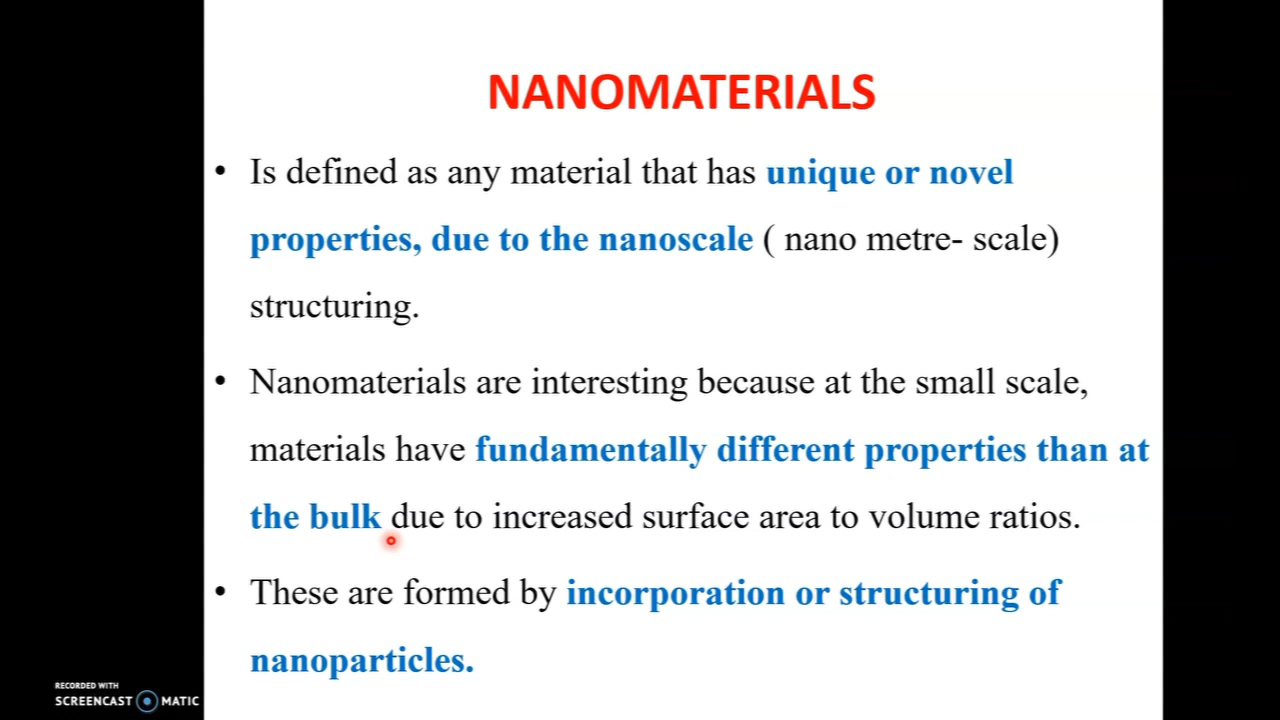 NANOMATERIALS
• Is defined as any material that has unique or novel
properties, due to the nanoscale ( nano metre- scale)
structuring.
• Nanomaterials are interesting because at the small scale,
materials have fundamentally different properties than at
the bulk due to increased surface area to volume ratios.
• These are formed by incorporation or structuring of
nanoparticles.
RECORDED WITH
SCREENCAST MATIC